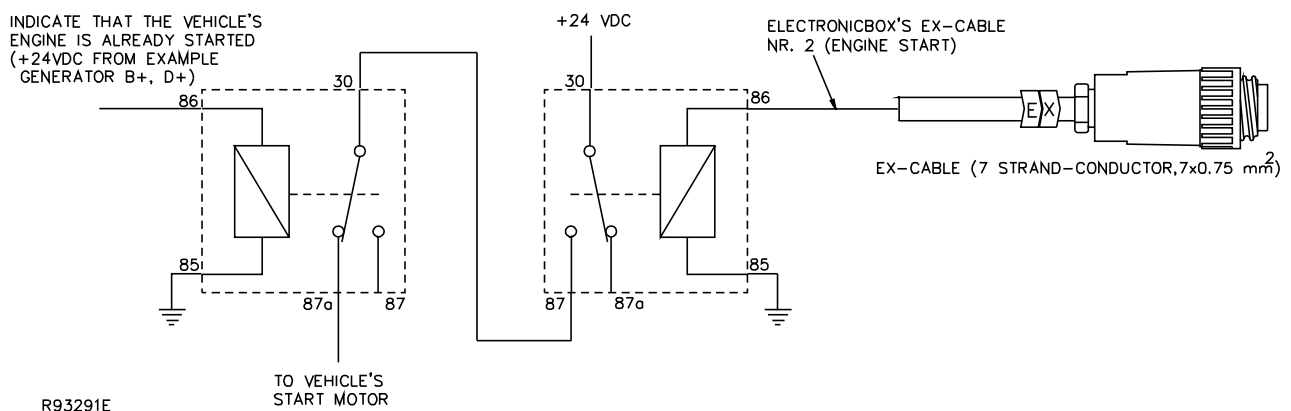 INDICATE THAT THE VEHICLE'S
ENGINE IS ALREADY STARTED
(+24VDC FROM EXAMPLE
GENERATOR B+, D+)
+24 VDC
ELECTRONICBOX'S EX-CABLE
NR. 2 (ENGINE START)
30
30
86
86
EX
EX-CABLE (7 STRAND-CONDUCTOR,7x0.75 mm²)
85
85
87a
87
87
87a
TO VEHICLE'S
START MOTOR
R93291E